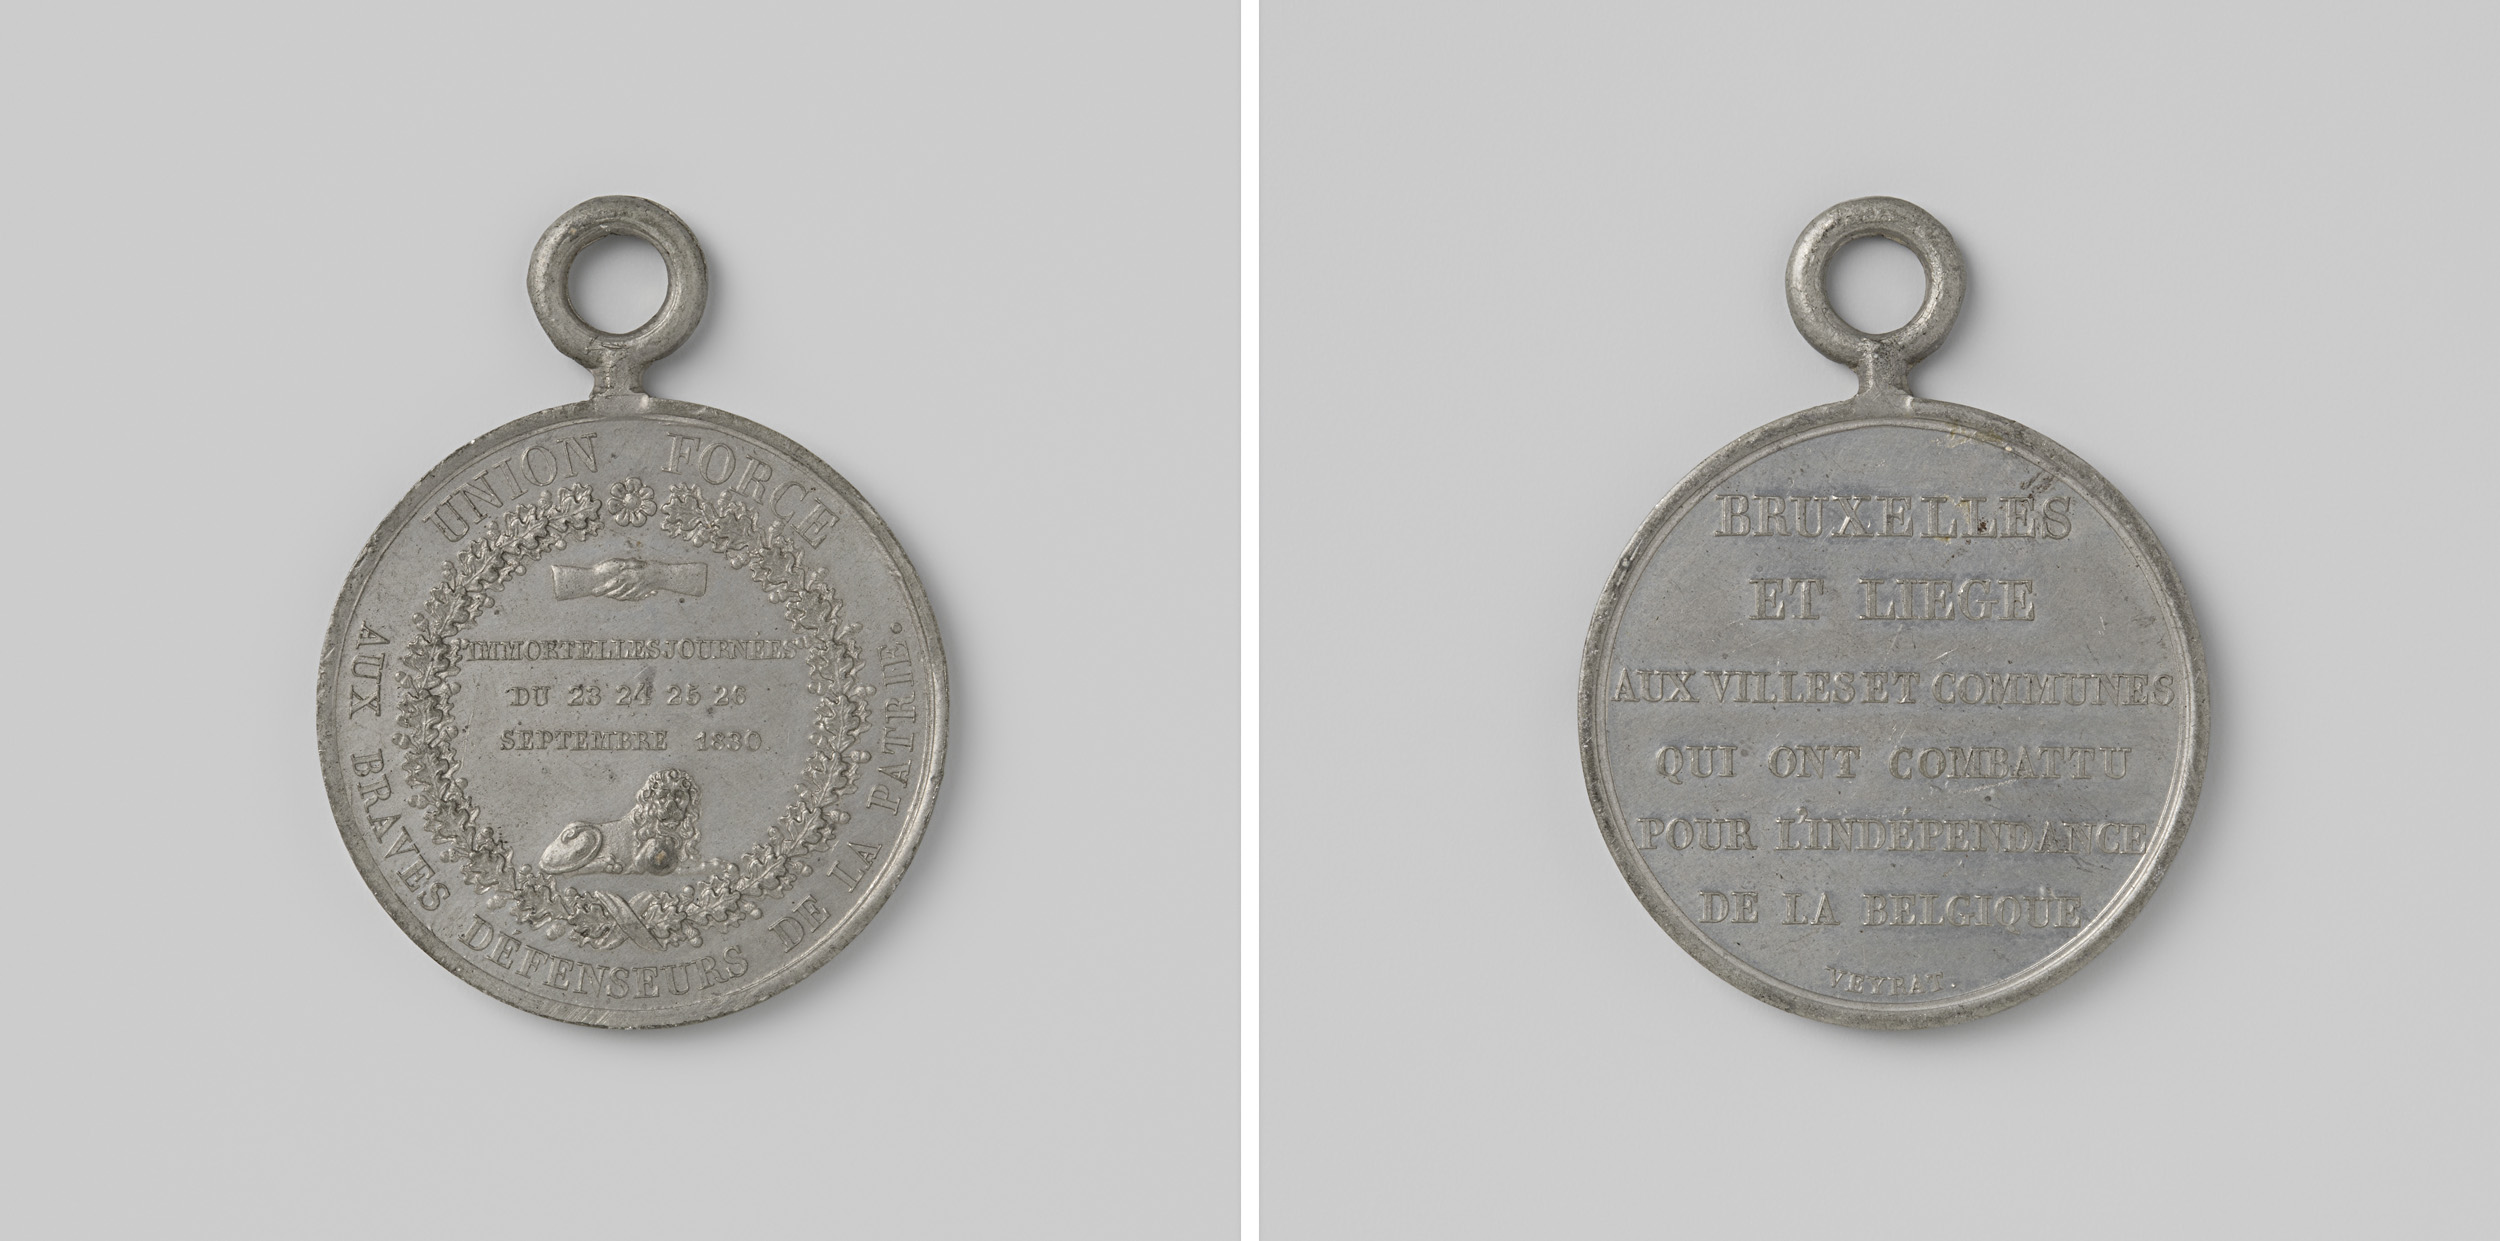 UNION FORCE
IMMORTELLES JOURNÉES
DU 23 24 25 26
SEPTEMBRE 1830.
AUX BRAVES DÉFENSEURS DE LA PATRIE.
BRUXELLES
ET LIEGE
AUX VILLES ET COMMUNES
QUI ONT COMBATTU
POUR L'INDÉPENDANCE
DE LA BELGIQUE
VEYRAT.